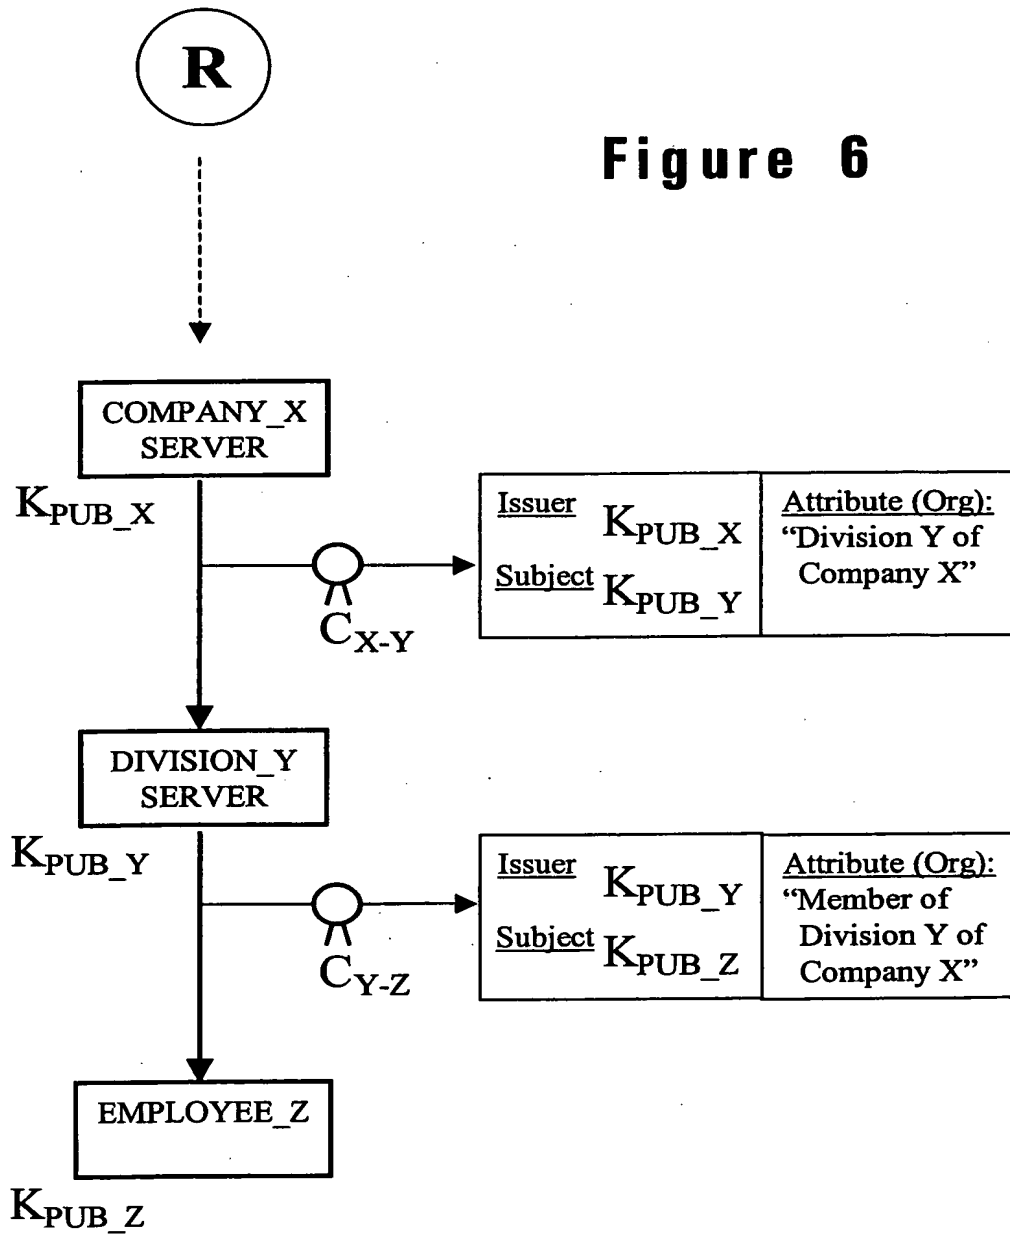 R
Figure 6
COMPANY_X
SERVER
KPUB_X
Issuer KPUB_X
Subject KPUB_Y
Attribute (Org):
“Division Y of
Company X”
CX-Y
DIVISION_Y
SERVER
KPUB_Y
Issuer KPUB_Y
Subject KPUB_Z
Attribute (Org):
“Member of
Division Y of
Company X”
CY-Z
EMPLOYEE_Z
KPUB_Z